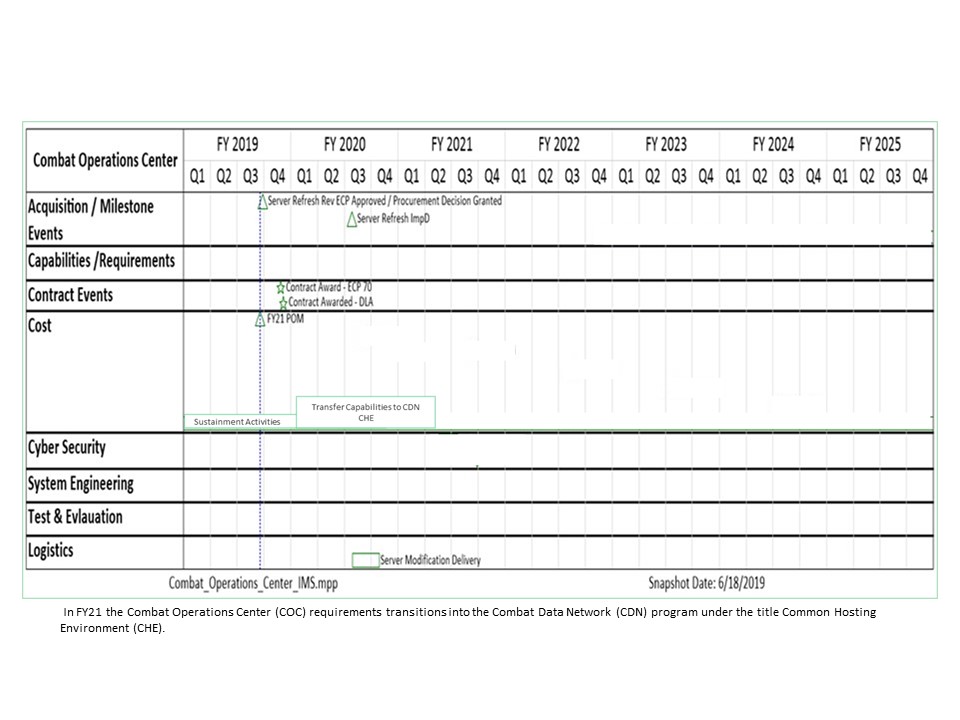 Combat Operations Center
FY 2019 FY 2020 FY 2021 FY 2022 FY 2023 FY 2024 FY 2025
Q1 Q2 Q3 Q4 Q1 Q2 Q3 Q4 Q1 Q2 Q3 Q4 Q1 Q2 Q3 Q4 Q1 Q2 Q3 Q4 Q1 Q2 Q3 Q4 Q1 Q2 Q3 Q4
Acquisition / Milestone
Events
Server Refresh Rev ECP Approved / Procurement Decision Granted
Server Refresh ImpD
Capabilities /Requirements
Contract Events
Contract Award - ECP 70
Contract Awarded - DLA
Cost
FY21 POM
Sustainment Activities
Transfer Capabilities to CDN
CHE
Cyber Security
System Engineering
Test & Evlauation
Logistics
Server Modification Delivery
Combat_Operations_Center_IMS.mpp
Snapshot Date: 6/18/2019
In FY21 the Combat Operations Center (COC) requirements transitions into the Combat Data Network (CDN) program under the title Common Hosting
Environment (CHE).